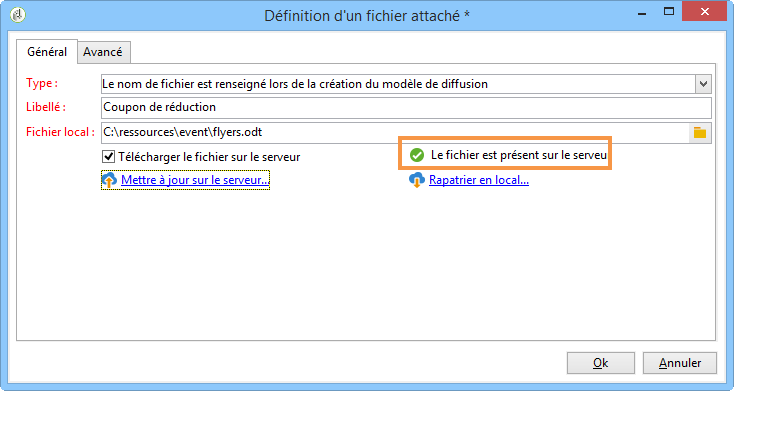 Définition d'un fichier attaché *
Général Avancé
Type : Le nom de fichier est renseigné lors de la création du modèle de diffusion
Libellé : Coupon de réduction
Fichier local : C:\ressources\event\flyers.odt
Télécharger le fichier sur le serveur Le fichier est présent sur le serveu
Mettre à jour sur le serveur... Rapatrier en local...
Ok Annuler